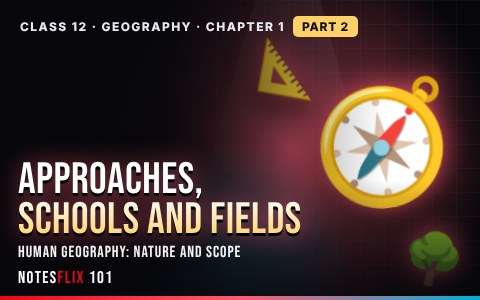 CLASS 12 · GEOGRAPHY · CHAPTER 1 PART 2
APPROACHES,
SCHOOLS AND FIELDS
HUMAN GEOGRAPHY: NATURE AND SCOPE
NOTESFLIX 101